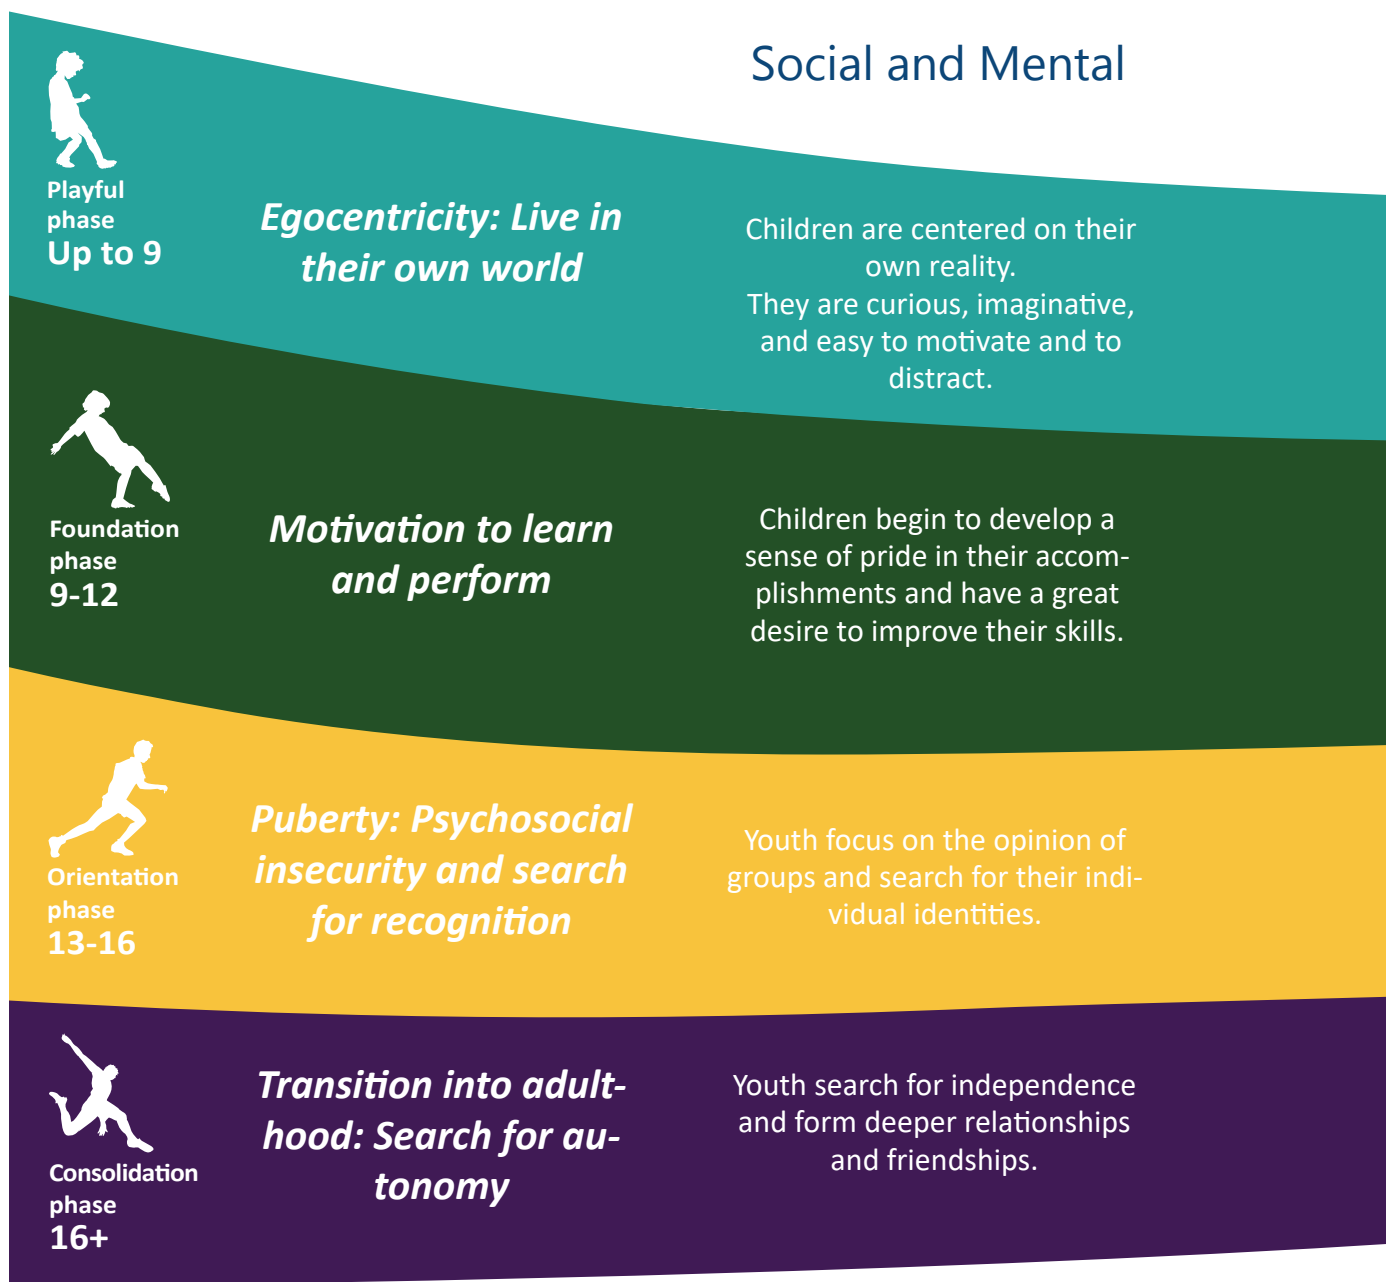 Social and Mental
Playful
phase
Up to 9
Egocentricity: Live in
their own world
Children are centered on their
own reality.
They are curious, imaginative,
and easy to motivate and to
distract.
Foundation
phase
9-12
Motivation to learn
and perform
Children begin to develop a
sense of pride in their accom-
plishments and have a great
desire to improve their skills.
Orientation
phase
13-16
Puberty: Psychosocial
insecurity and search
for recognition
Youth focus on the opinion of
groups and search for their indi-
vidual identities.
Consolidation
phase
16+
Transition into adult-
hood: Search for au-
tonomy
Youth search for independence
and form deeper relationships
and friendships.